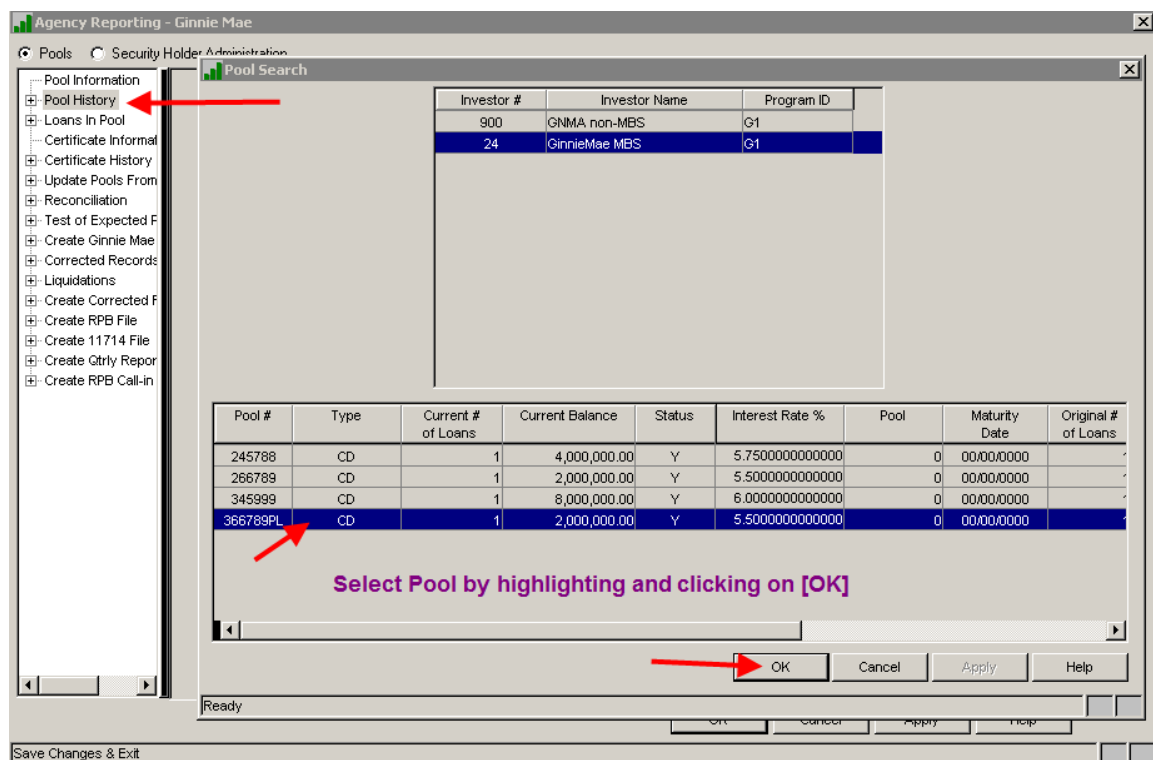 Agency Reporting - Ginnie Mae
Pools Security Holder Administration
Pool Information
Pool History
Loans In Pool
Certificate Informat
Certificate History
Update Pools From
Reconciliation
Test of Expected F
Create Ginnie Mae
Corrected Records
Liquidations
Create Corrected F
Create RPB File
Create 11714 File
Create Qtrly Repor
Create RPB Call-in
Pool Search
Investor # Investor Name Program ID
900 GNMA non-MBS G1
24 GinnieMae MBS G1
Pool # Type Current # of Loans Current Balance Status Interest Rate % Pool Maturity Date Original # of Loans
245788 CD 1 4,000,000.00 Y 5.7500000000000 0 00/00/0000
266789 CD 1 2,000,000.00 Y 5.5000000000000 0 00/00/0000
345999 CD 1 8,000,000.00 Y 6.0000000000000 0 00/00/0000
366789PL CD 1 2,000,000.00 Y 5.5000000000000 0 00/00/0000
Select Pool by highlighting and clicking on [OK]
OK Cancel Apply Help
Ready
OK Cancel Apply Help
Save Changes & Exit